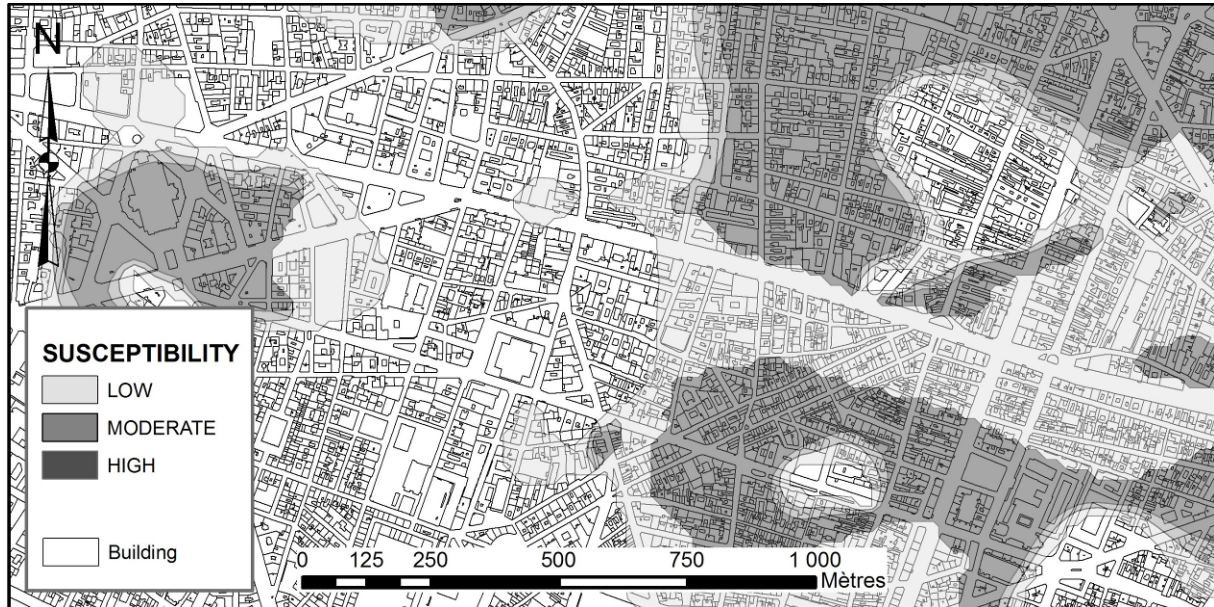 N
SUSCEPTIBILITY
LOW
MODERATE
HIGH
Building
0 125 250 500 750 1 000
Mètres